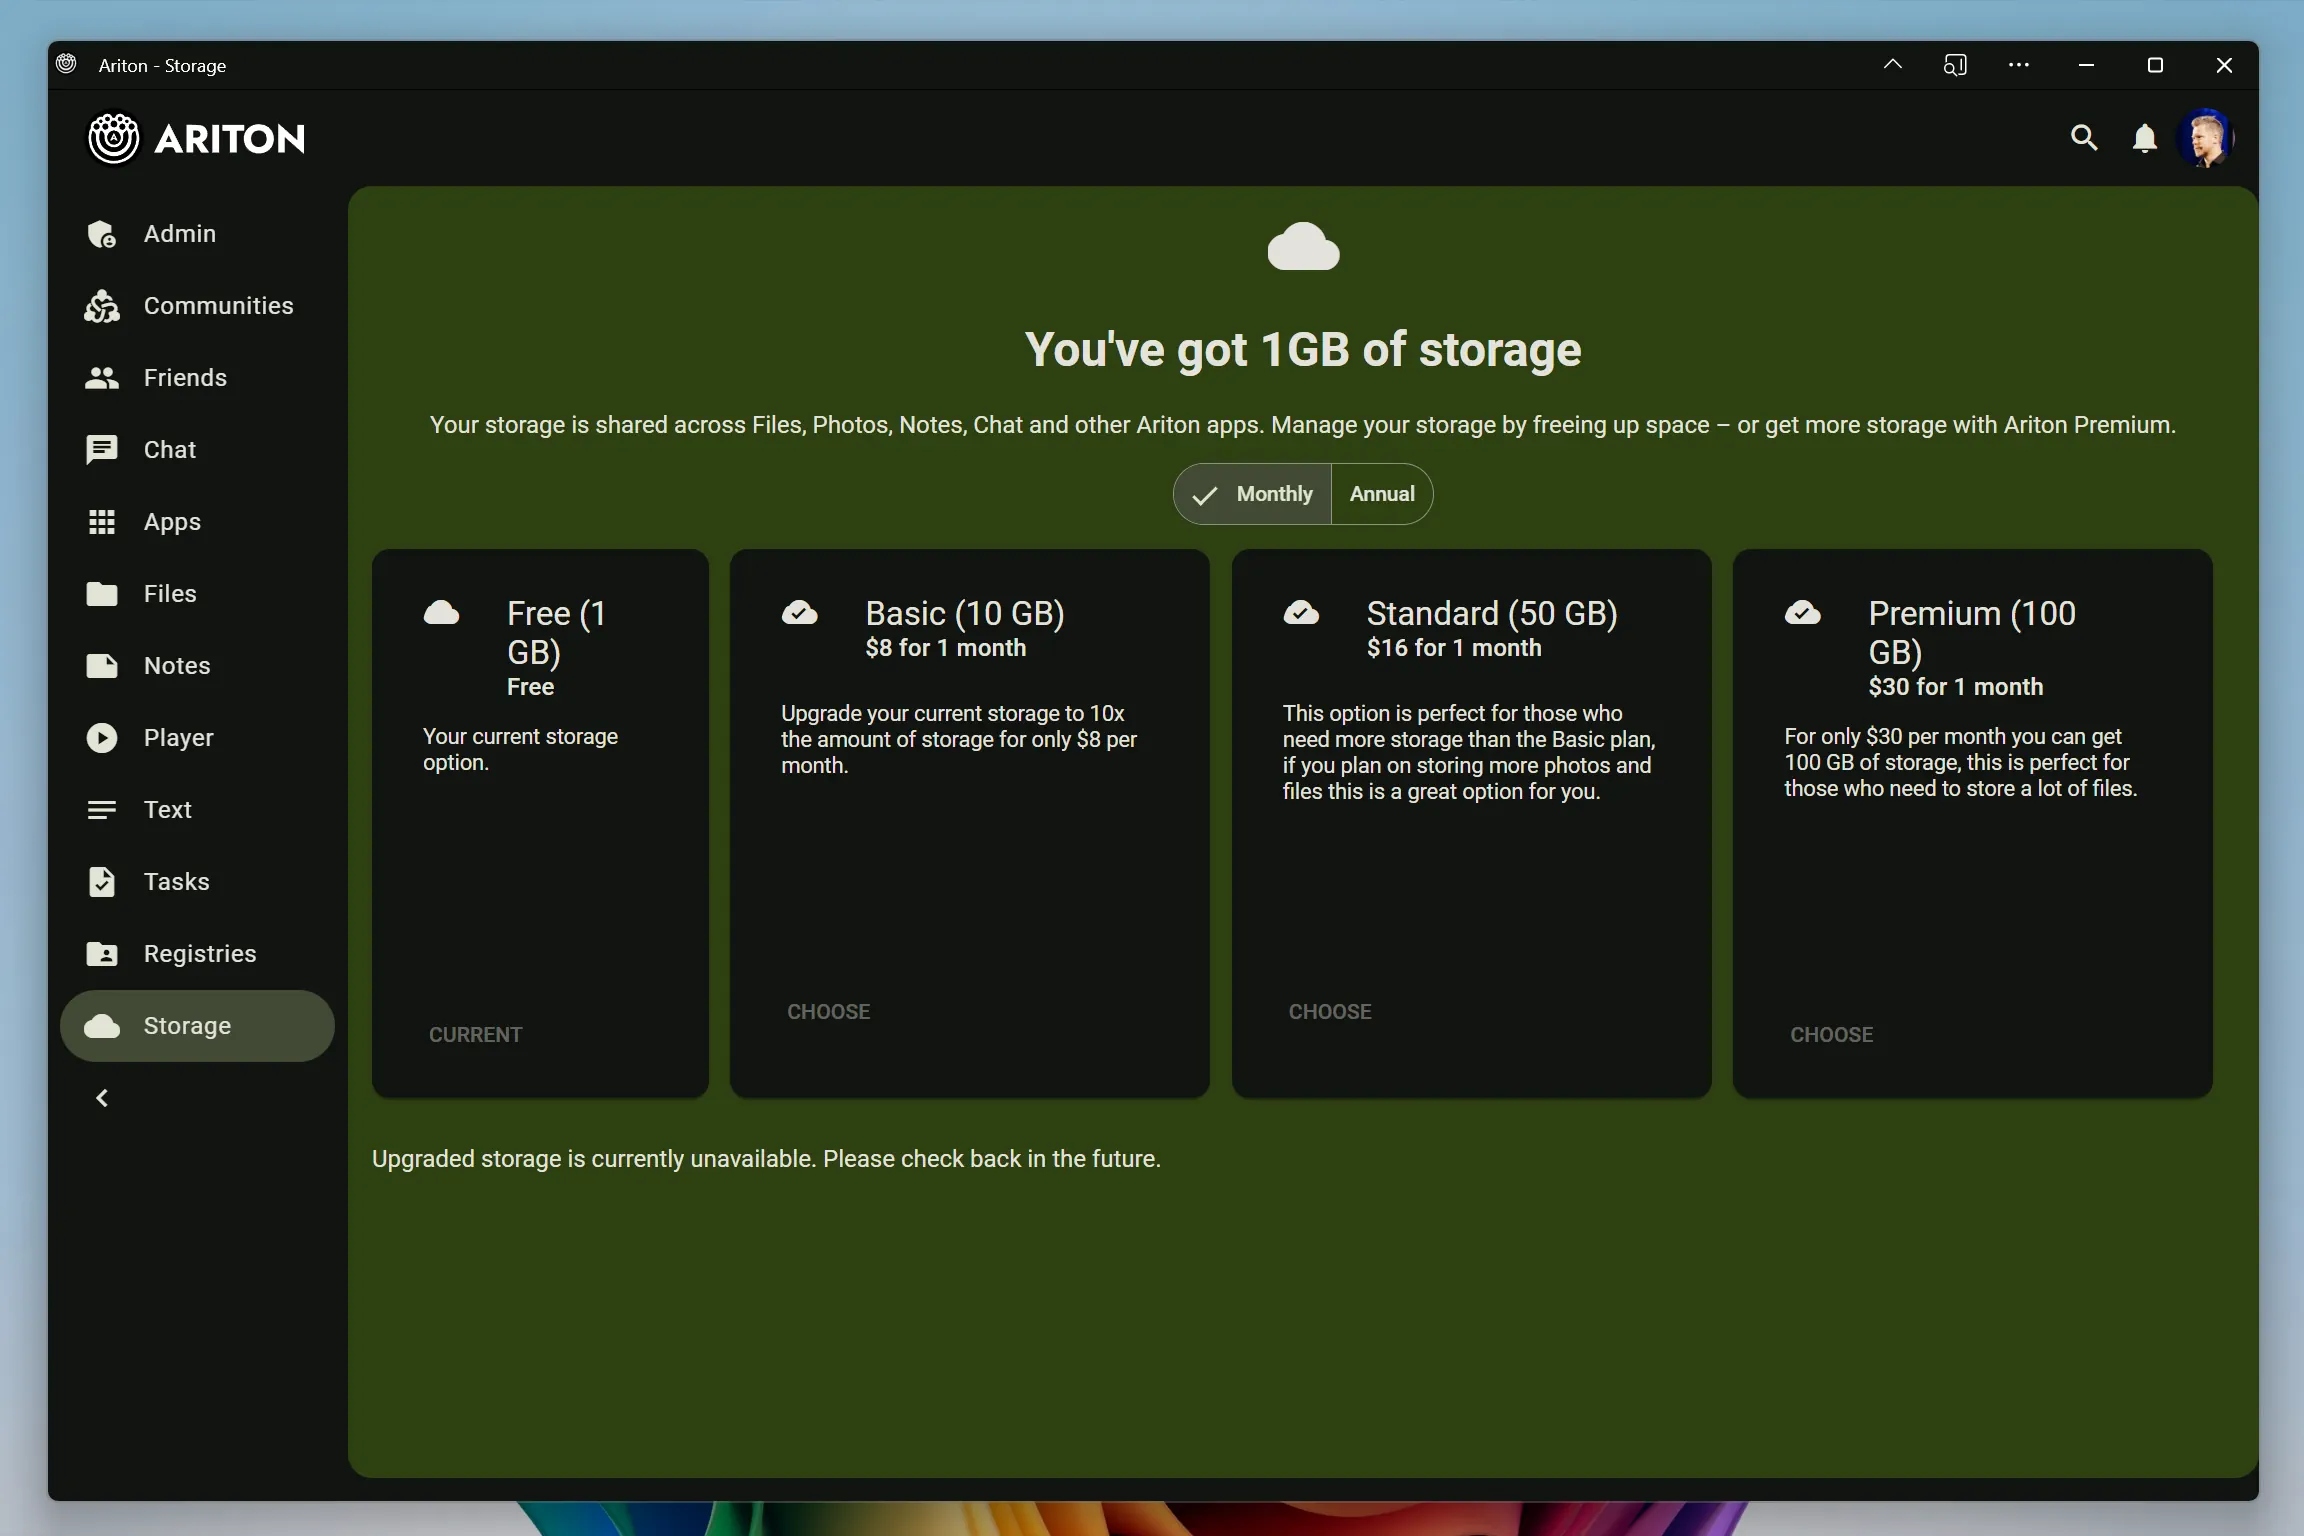 Ariton - Storage
ARITON
Admin
Communities
Friends
Chat
Apps
Files
Notes
Player
Text
Tasks
Registries
Storage
You've got 1GB of storage
Your storage is shared across Files, Photos, Notes, Chat and other Ariton apps. Manage your storage by freeing up space – or get more storage with Ariton Premium.
Monthly
Annual
Free (1
GB)
Free
Your current storage
option.
CURRENT
Basic (10 GB)
$8 for 1 month
Upgrade your current storage to 10x
the amount of storage for only $8 per
month.
CHOOSE
Standard (50 GB)
$16 for 1 month
This option is perfect for those who
need more storage than the Basic plan,
if you plan on storing more photos and
files this is a great option for you.
CHOOSE
Premium (100
GB)
$30 for 1 month
For only $30 per month you can get
100 GB of storage, this is perfect for
those who need to store a lot of files.
CHOOSE
Upgraded storage is currently unavailable. Please check back in the future.